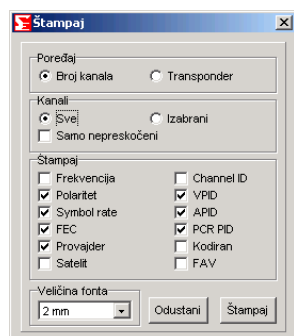 Štampaj
Poređaj
Broj kanala Transponder
Kanali
Sve Izabrani
Samo nepreskočeni
Štampaj
Frekvencija Channel ID
Polaritet VPID
Symbol rate APID
FEC PCR PID
Provajder Kodiran
Satelit FAV
Veličina fonta
2 mm Odustani Štampaj